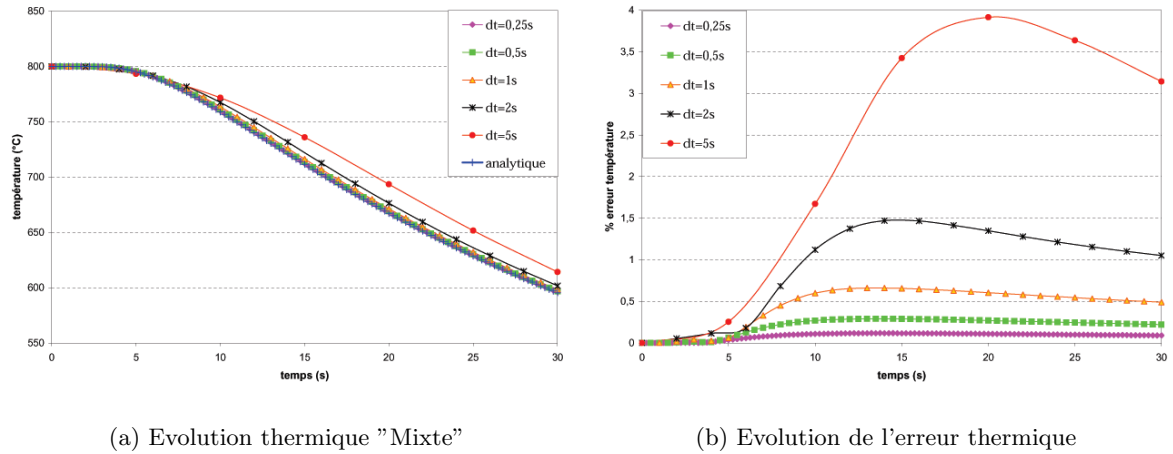 850
800
750
700
650
600
550
0
5
10
15
20
25
30
température (°C)
temps (s)
dt=0,25s
dt=0,5s
dt=1s
dt=2s
dt=5s
analytique
4
3,5
3
2,5
2
1,5
1
0,5
0
0
5
10
15
20
25
30
% erreur température
temps (s)
dt=0,25s
dt=0,5s
dt=1s
dt=2s
dt=5s
(a) Evolution thermique ”Mixte”
(b) Evolution de l'erreur thermique